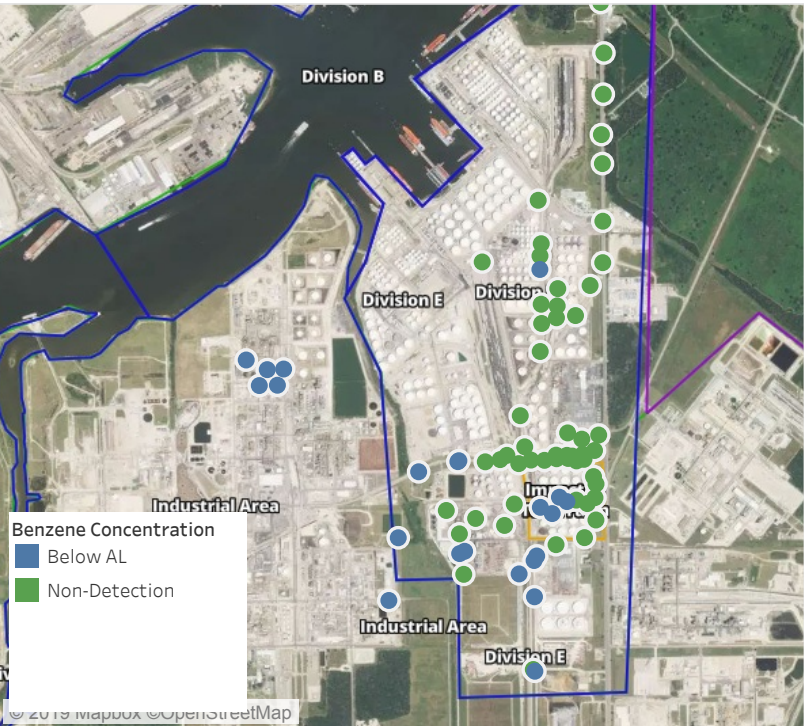 Division B
Division E
Division
Industrial Area
Benzene Concentration
Below AL
Non-Detection
Industrial Area
Division E
© 2019 Mapbox ©OpenStreetMap